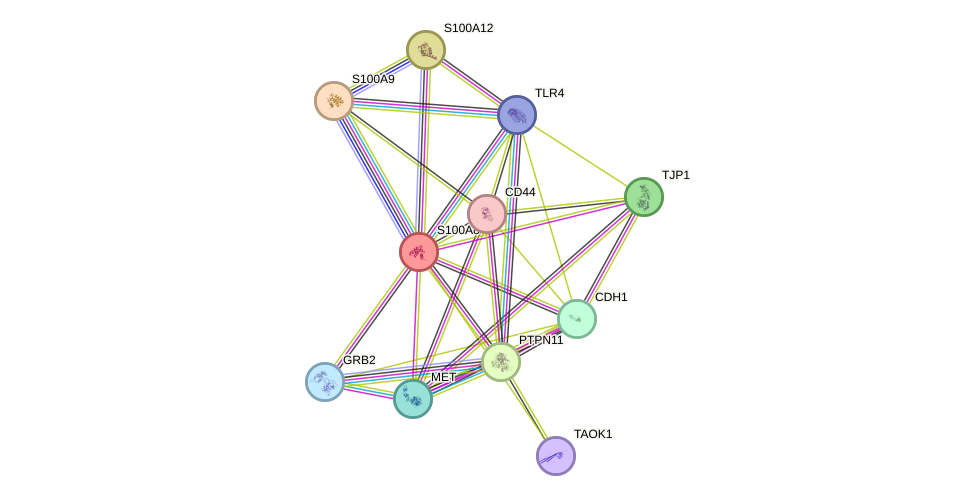 S100A12
S100A9
TLR4
TJP1
CD44
S100A8
CDH1
PTPN11
GRB2
MET
TAOK1